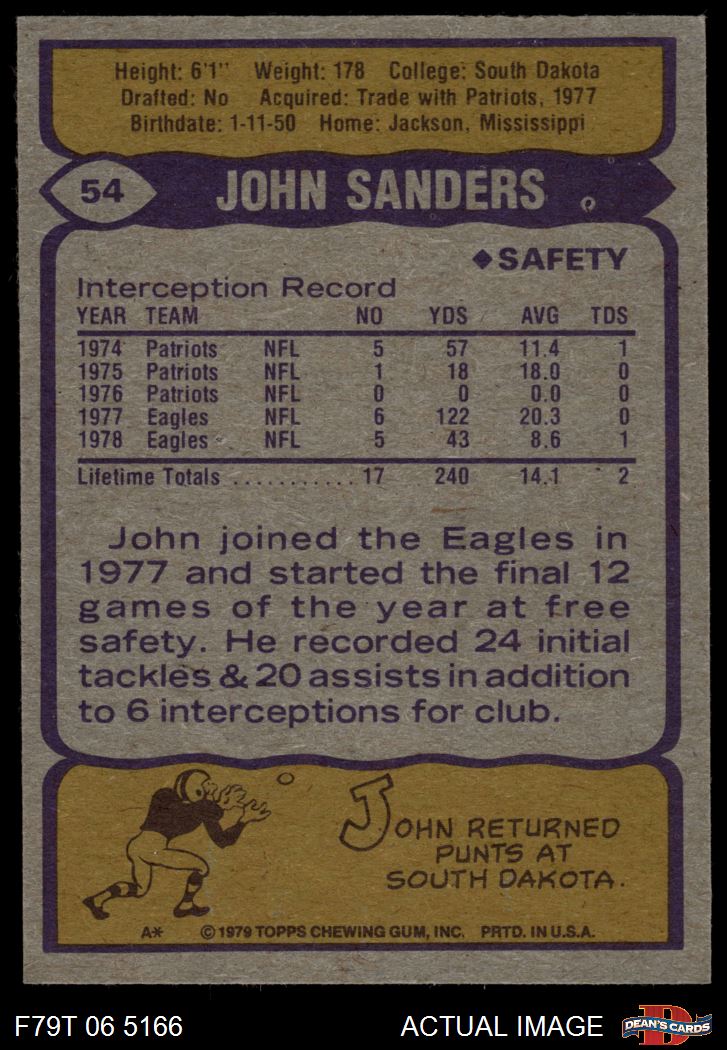 Height: 6'1" Weight: 178 College: South Dakota
Drafted: No Acquired: Trade with Patriots, 1977
Birthdate: 1-11-50 Home: Jackson, Mississippi
54 JOHN SANDERS
◆SAFETY
Interception Record
YEAR TEAM NO YDS AVG TDS
1974 Patriots NFL 5 57 11.4 1
1975 Patriots NFL 1 18 18.0 0
1976 Patriots NFL 0 0 0.0 0
1977 Eagles NFL 6 122 20.3 0
1978 Eagles NFL 5 43 8.6 1
Lifetime Totals ........... 17 240 14.1 2
John joined the Eagles in
1977 and started the final 12
games of the year at free
safety. He recorded 24 initial
tackles & 20 assists in addition
to 6 interceptions for club.
JOHN RETURNED
PUNTS AT
SOUTH DAKOTA.
A* © 1979 TOPPS CHEWING GUM, INC. PRTD. IN U.S.A.
F79T 06 5166 ACTUAL IMAGE D DEAN'S CARDS